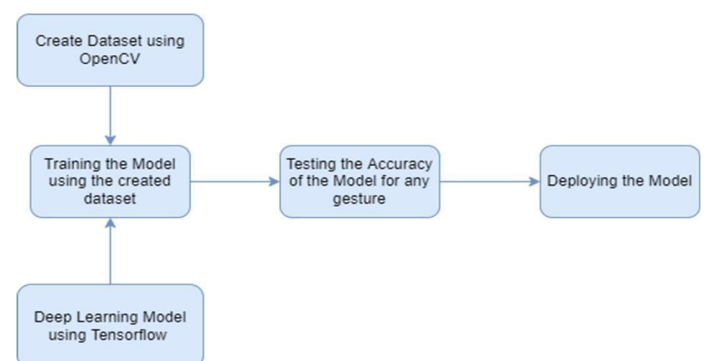 Create Dataset using
OpenCV
Training the Model
using the created
dataset
Testing the Accuracy
of the Model for any
gesture
Deploying the Model
Deep Learning Model
using Tensorflow